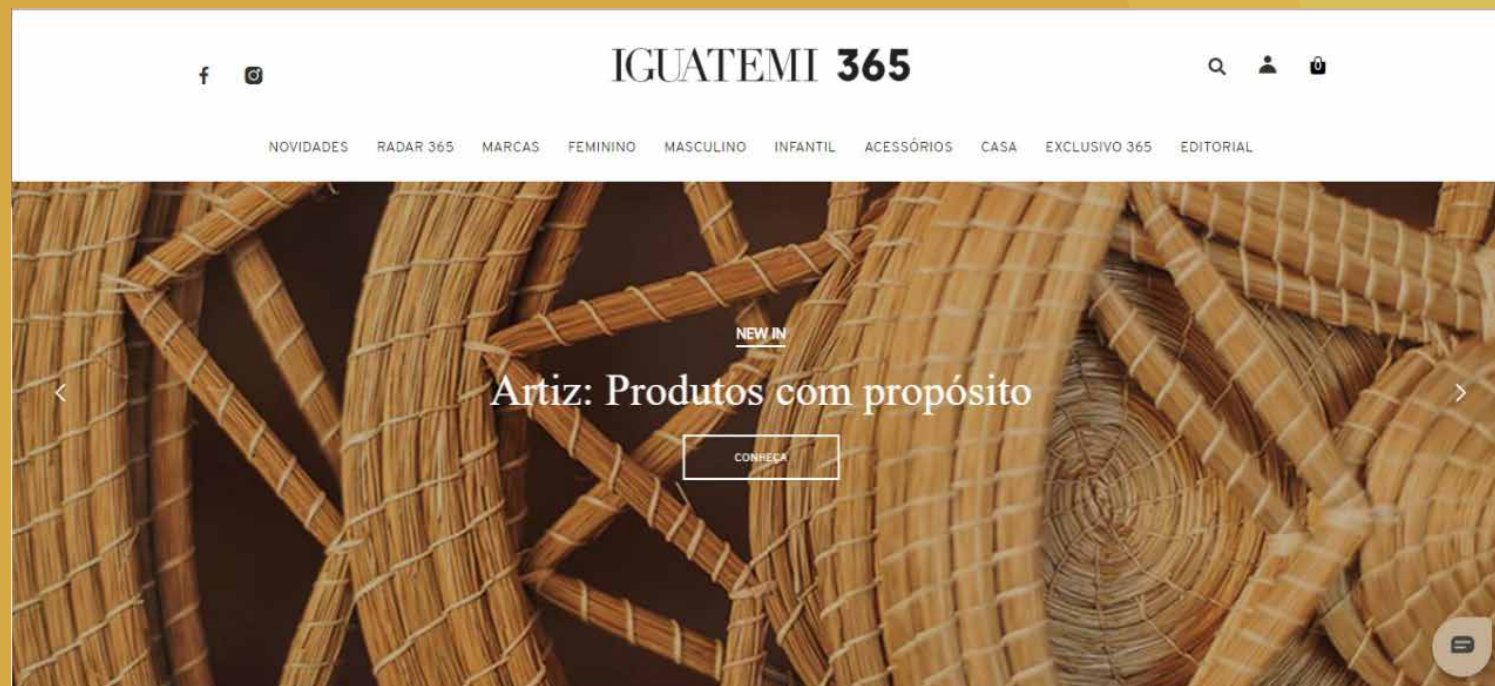 IGUATEMI 365
0
NOVIDADES RADAR 365 MARCAS FEMININO MASCULINO INFANTIL ACESSÓRIOS CASA EXCLUSIVO 365 EDITORIAL
NEW IN
Artiz: Produtos com propósito
CONHEÇA